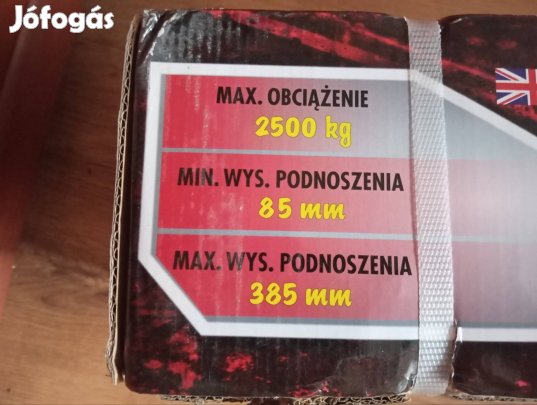 Jófogás
MAX. OBCIĄŻENIE
2500 kg
MIN. WYS. PODNOSZENIA
85 mm
MAX. WYS. PODNOSZENIA
385 mm